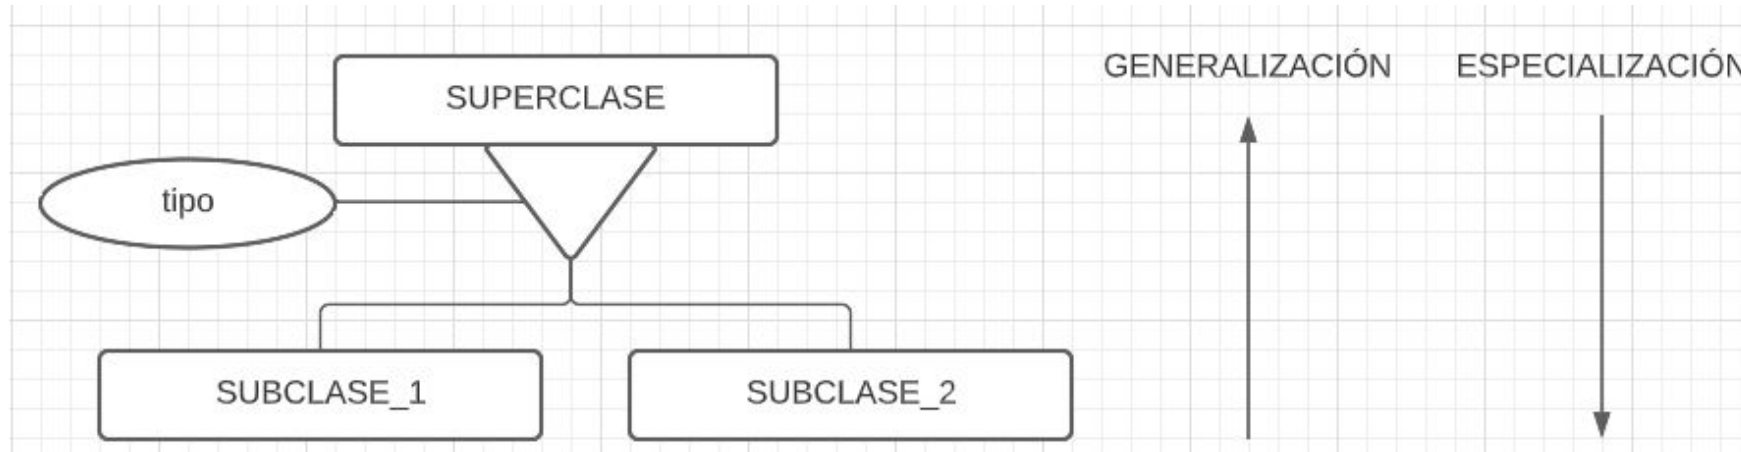 GENERALIZACIÓN
ESPECIALIZACIÓN
SUPERCLASE
tipo
SUBCLASE_1
SUBCLASE_2